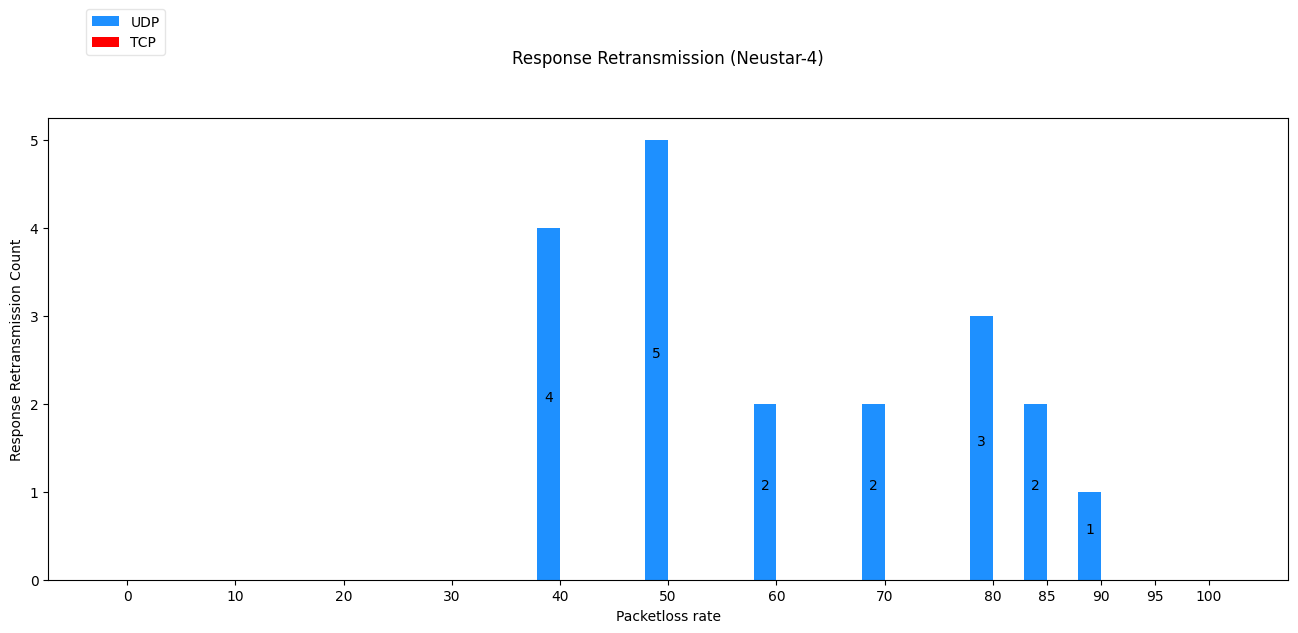 UDP
TCP
Response Retransmission (Neustar-4)
Response Retransmission Count
5
4
3
2
1
0
4
5
2
2
3
2
1
0 10 20 30 40 50 60 70 80 85 90 95 100
Packetloss rate